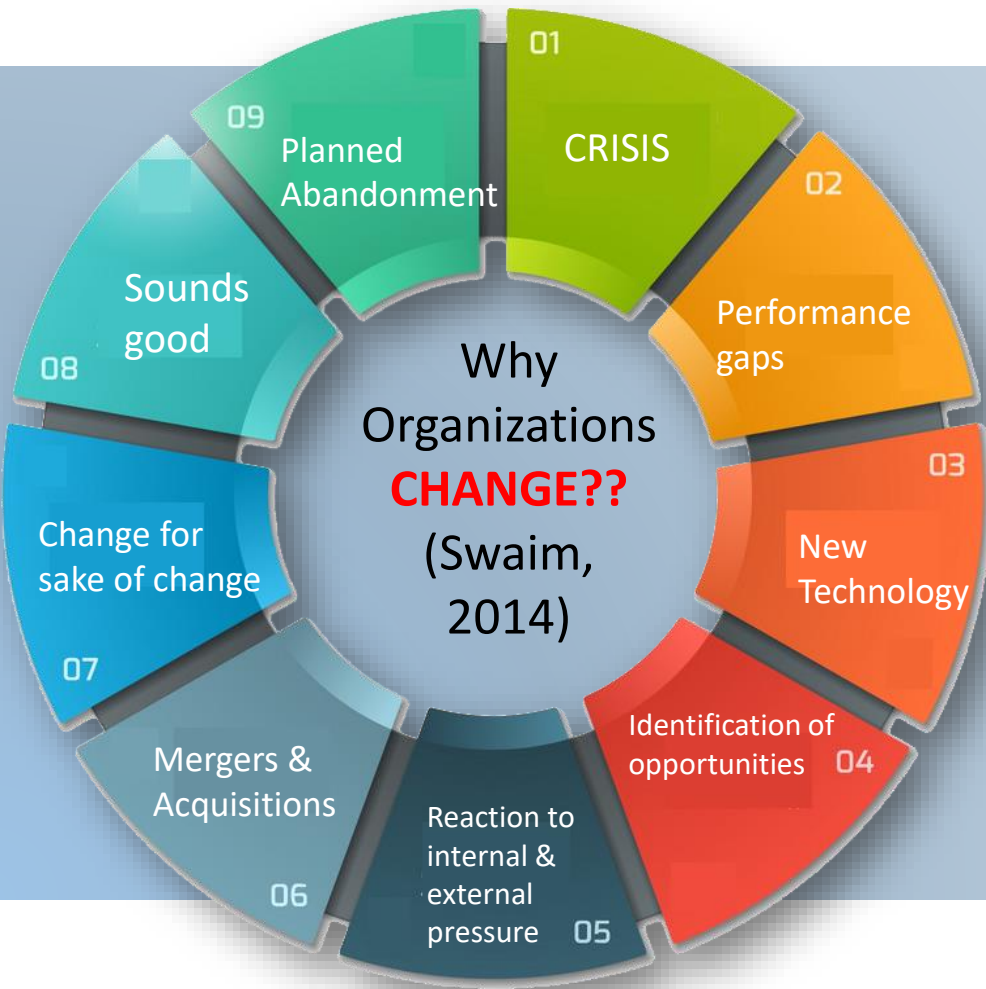 Why
Organizations
CHANGE??
(Swaim,
2014)
01
CRISIS
02
Performance
gaps
03
New
Technology
Identification of
opportunities 04
Reaction to
internal &
external
pressure 05
Mergers &
Acquisitions
06
Change for
sake of change
07
Sounds
good
08
09
Planned
Abandonment